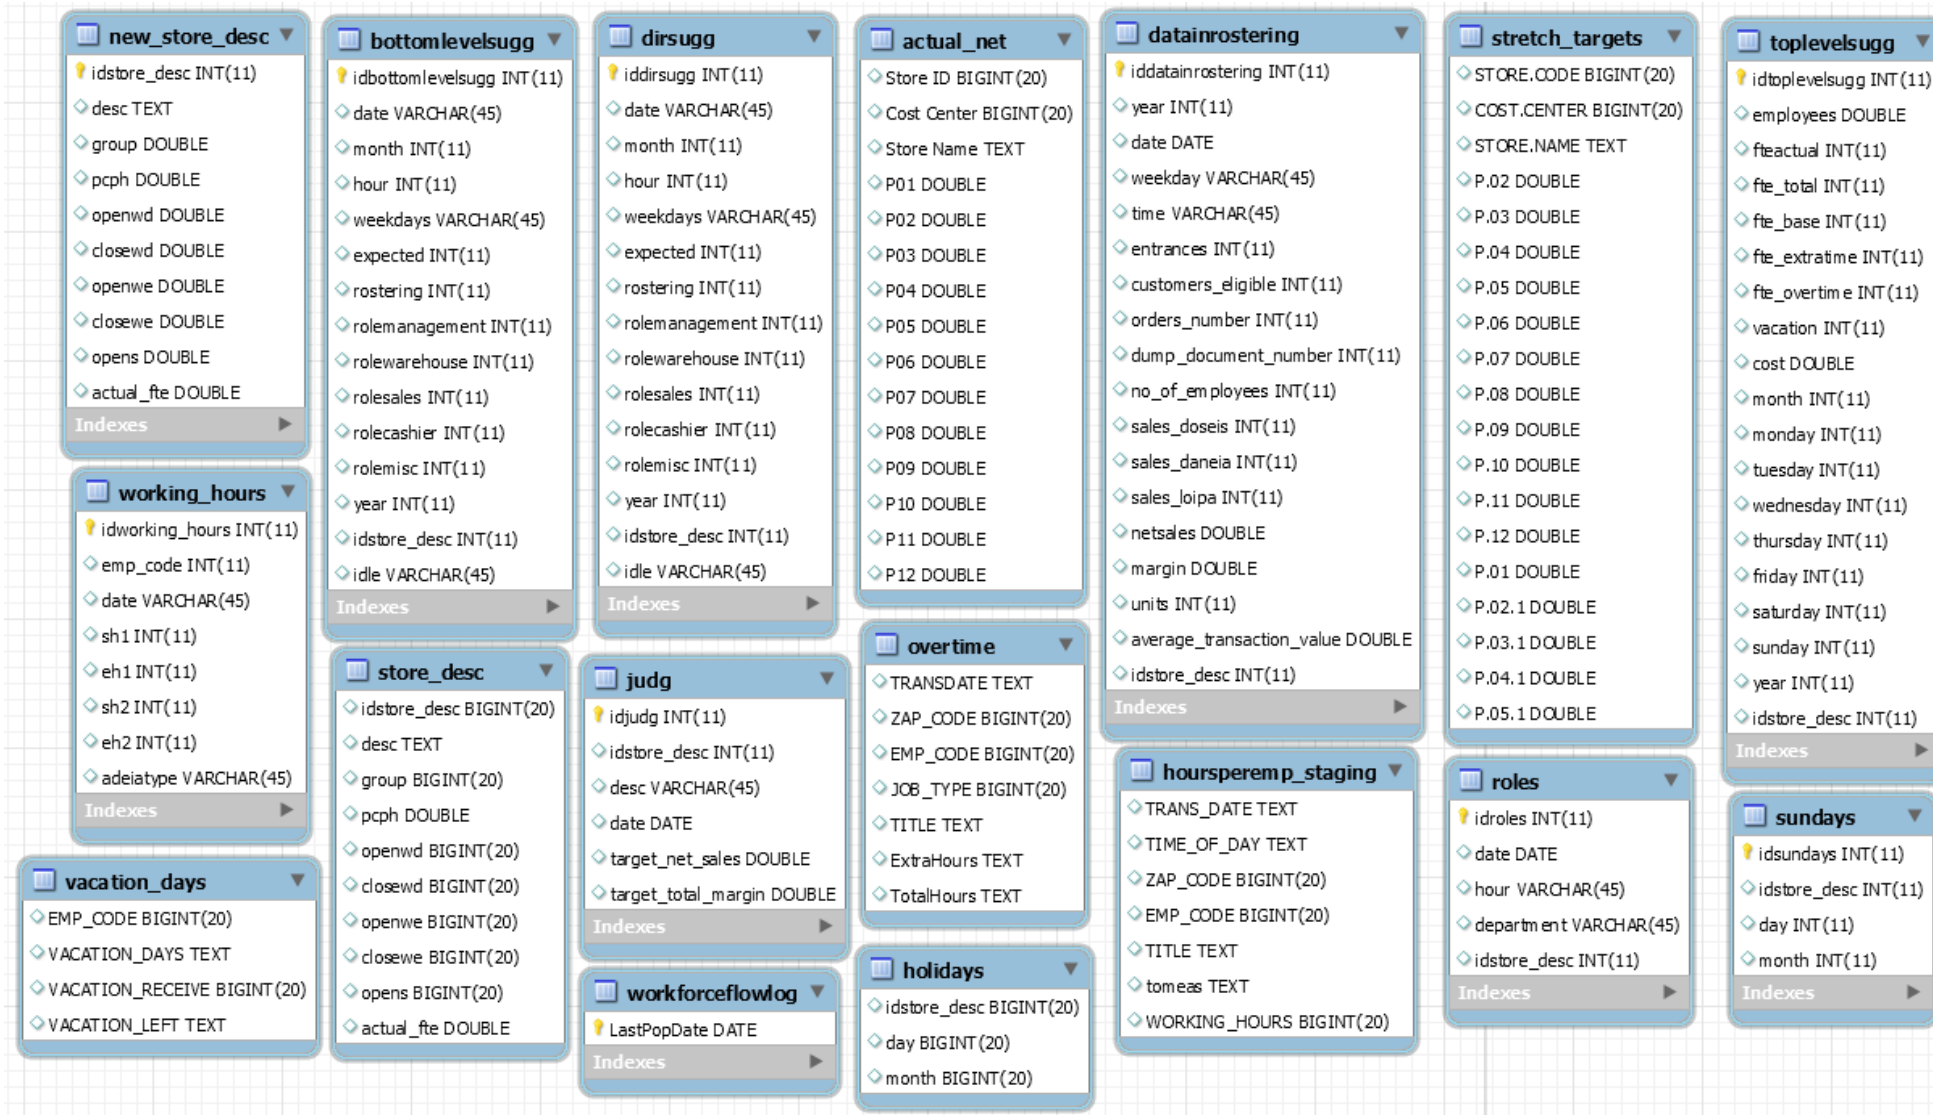 new_store_desc
idstore_desc INT(11)
desc TEXT
group DOUBLE
pcph DOUBLE
openwd DOUBLE
closewd DOUBLE
openwe DOUBLE
closewe DOUBLE
opens DOUBLE
actual_fte DOUBLE
Indexes
working_hours
idworking_hours INT(11)
emp_code INT(11)
date VARCHAR(45)
sh1 INT(11)
eh1 INT(11)
sh2 INT(11)
eh2 INT(11)
adeiatype VARCHAR(45)
Indexes
vacation_days
EMP_CODE BIGINT(20)
VACATION_DAYS TEXT
VACATION_RECEIVE BIGINT(20)
VACATION_LEFT TEXT
bottomlevelsugg
idbottomlevelsugg INT(11)
date VARCHAR(45)
month INT(11)
hour INT(11)
weekdays VARCHAR(45)
expected INT(11)
rostering INT(11)
rolemanagement INT(11)
rolewarehouse INT(11)
rolesales INT(11)
rolecashier INT(11)
rolemisc INT(11)
year INT(11)
idstore_desc INT(11)
idle VARCHAR(45)
Indexes
store_desc
idstore_desc BIGINT(20)
desc TEXT
group BIGINT(20)
pcph DOUBLE
openwd BIGINT(20)
closewd BIGINT(20)
openwe BIGINT(20)
closewe BIGINT(20)
opens BIGINT(20)
actual_fte DOUBLE
dirsugg
iddirsugg INT(11)
date VARCHAR(45)
month INT(11)
hour INT(11)
weekdays VARCHAR(45)
expected INT(11)
rostering INT(11)
rolemanagement INT(11)
rolewarehouse INT(11)
rolesales INT(11)
rolecashier INT(11)
rolemisc INT(11)
year INT(11)
idstore_desc INT(11)
idle VARCHAR(45)
Indexes
judg
idjudg INT(11)
idstore_desc INT(11)
desc VARCHAR(45)
date DATE
target_net_sales DOUBLE
target_total_margin DOUBLE
Indexes
workforceflowlog
LastPopDate DATE
Indexes
actual_net
Store ID BIGINT(20)
Cost Center BIGINT(20)
Store Name TEXT
P01 DOUBLE
P02 DOUBLE
P03 DOUBLE
P04 DOUBLE
P05 DOUBLE
P06 DOUBLE
P07 DOUBLE
P08 DOUBLE
P09 DOUBLE
P10 DOUBLE
P11 DOUBLE
P12 DOUBLE
overtime
TRANSDATE TEXT
ZAP_CODE BIGINT(20)
EMP_CODE BIGINT(20)
JOB_TYPE BIGINT(20)
TITLE TEXT
ExtraHours TEXT
TotalHours TEXT
holidays
idstore_desc BIGINT(20)
day BIGINT(20)
month BIGINT(20)
datainrostering
iddatainrostering INT(11)
year INT(11)
date DATE
weekday VARCHAR(45)
time VARCHAR(45)
entrances INT(11)
customers_eligible INT(11)
orders_number INT(11)
dump_document_number INT(11)
no_of_employees INT(11)
sales_doseis INT(11)
sales_daneia INT(11)
sales_loipa INT(11)
netsales DOUBLE
margin DOUBLE
units INT(11)
average_transaction_value DOUBLE
idstore_desc INT(11)
Indexes
hoursperemp_staging
TRANS_DATE TEXT
TIME_OF_DAY TEXT
ZAP_CODE BIGINT(20)
EMP_CODE BIGINT(20)
TITLE TEXT
tomeas TEXT
WORKING_HOURS BIGINT(20)
stretch_targets
STORE.CODE BIGINT(20)
COST.CENTER BIGINT(20)
STORE.NAME TEXT
P.02 DOUBLE
P.03 DOUBLE
P.04 DOUBLE
P.05 DOUBLE
P.06 DOUBLE
P.07 DOUBLE
P.08 DOUBLE
P.09 DOUBLE
P.10 DOUBLE
P.11 DOUBLE
P.12 DOUBLE
P.01 DOUBLE
P.02.1 DOUBLE
P.03.1 DOUBLE
P.04.1 DOUBLE
P.05.1 DOUBLE
roles
idroles INT(11)
date DATE
hour VARCHAR(45)
department VARCHAR(45)
idstore_desc INT(11)
Indexes
toplevelsugg
idtoplevelsugg INT(11)
employees DOUBLE
fteactual INT(11)
fte_total INT(11)
fte_base INT(11)
fte_extratime INT(11)
fte_overtime INT(11)
vacation INT(11)
cost DOUBLE
month INT(11)
monday INT(11)
tuesday INT(11)
wednesday INT(11)
thursday INT(11)
friday INT(11)
saturday INT(11)
sunday INT(11)
year INT(11)
idstore_desc INT(11)
Indexes
sundays
idsundays INT(11)
idstore_desc INT(11)
day INT(11)
month INT(11)
Indexes